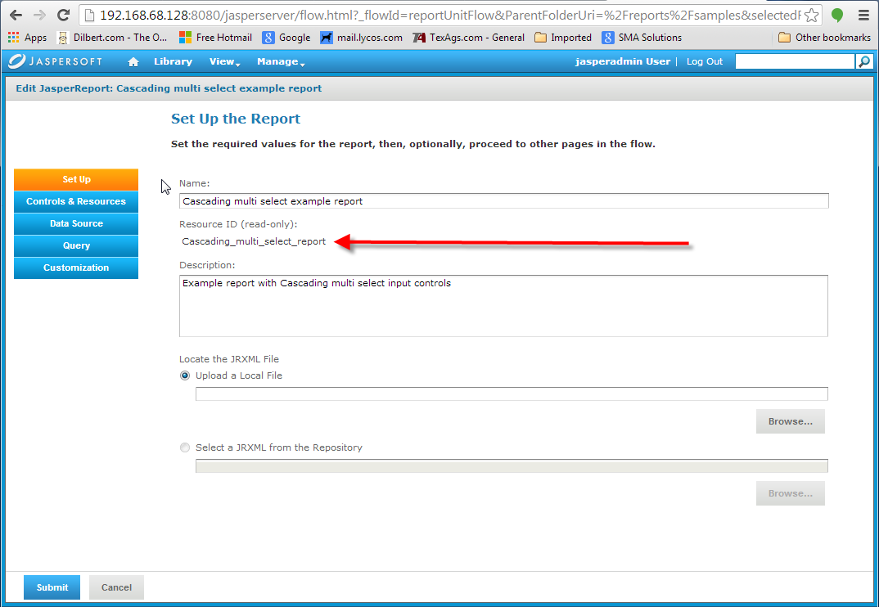 192.168.68.128:8080/jasperserver/flow.html?_flowId=reportUnitFlow&ParentFolderUri=%2Freports%2Fsamples&selectedR
Apps Dilbert.com - The O... Free Hotmail Google mail.lycos.com TexAgs.com - General Imported SMA Solutions Other bookmarks
JASPERSOFT Library View Manage jasperadmin User | Log Out
Edit JasperReport: Cascading multi select example report
Set Up the Report
Set the required values for the report, then, optionally, proceed to other pages in the flow.
Set Up
Controls & Resources
Data Source
Query
Customization
Name:
Cascading multi select example report
Resource ID (read-only):
Cascading_multi_select_report
Description:
Example report with Cascading multi select input controls
Locate the JRXML File
Upload a Local File
Browse...
Select a JRXML from the Repository
Browse...
Submit Cancel